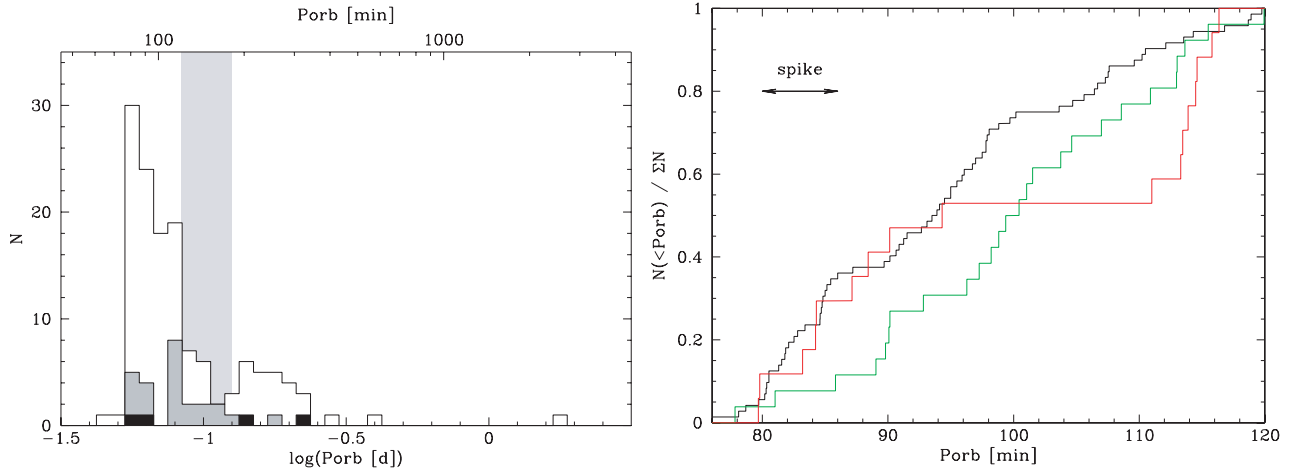 Porb [min]
100 1000
30
20
10
0
N
-1.5 -1 -0.5 0
log(Porb [d])
1
0.8
0.6
0.4
0.2
0
N(<Porb) / ΣN
spike
80 90 100 110 120
Porb [min]